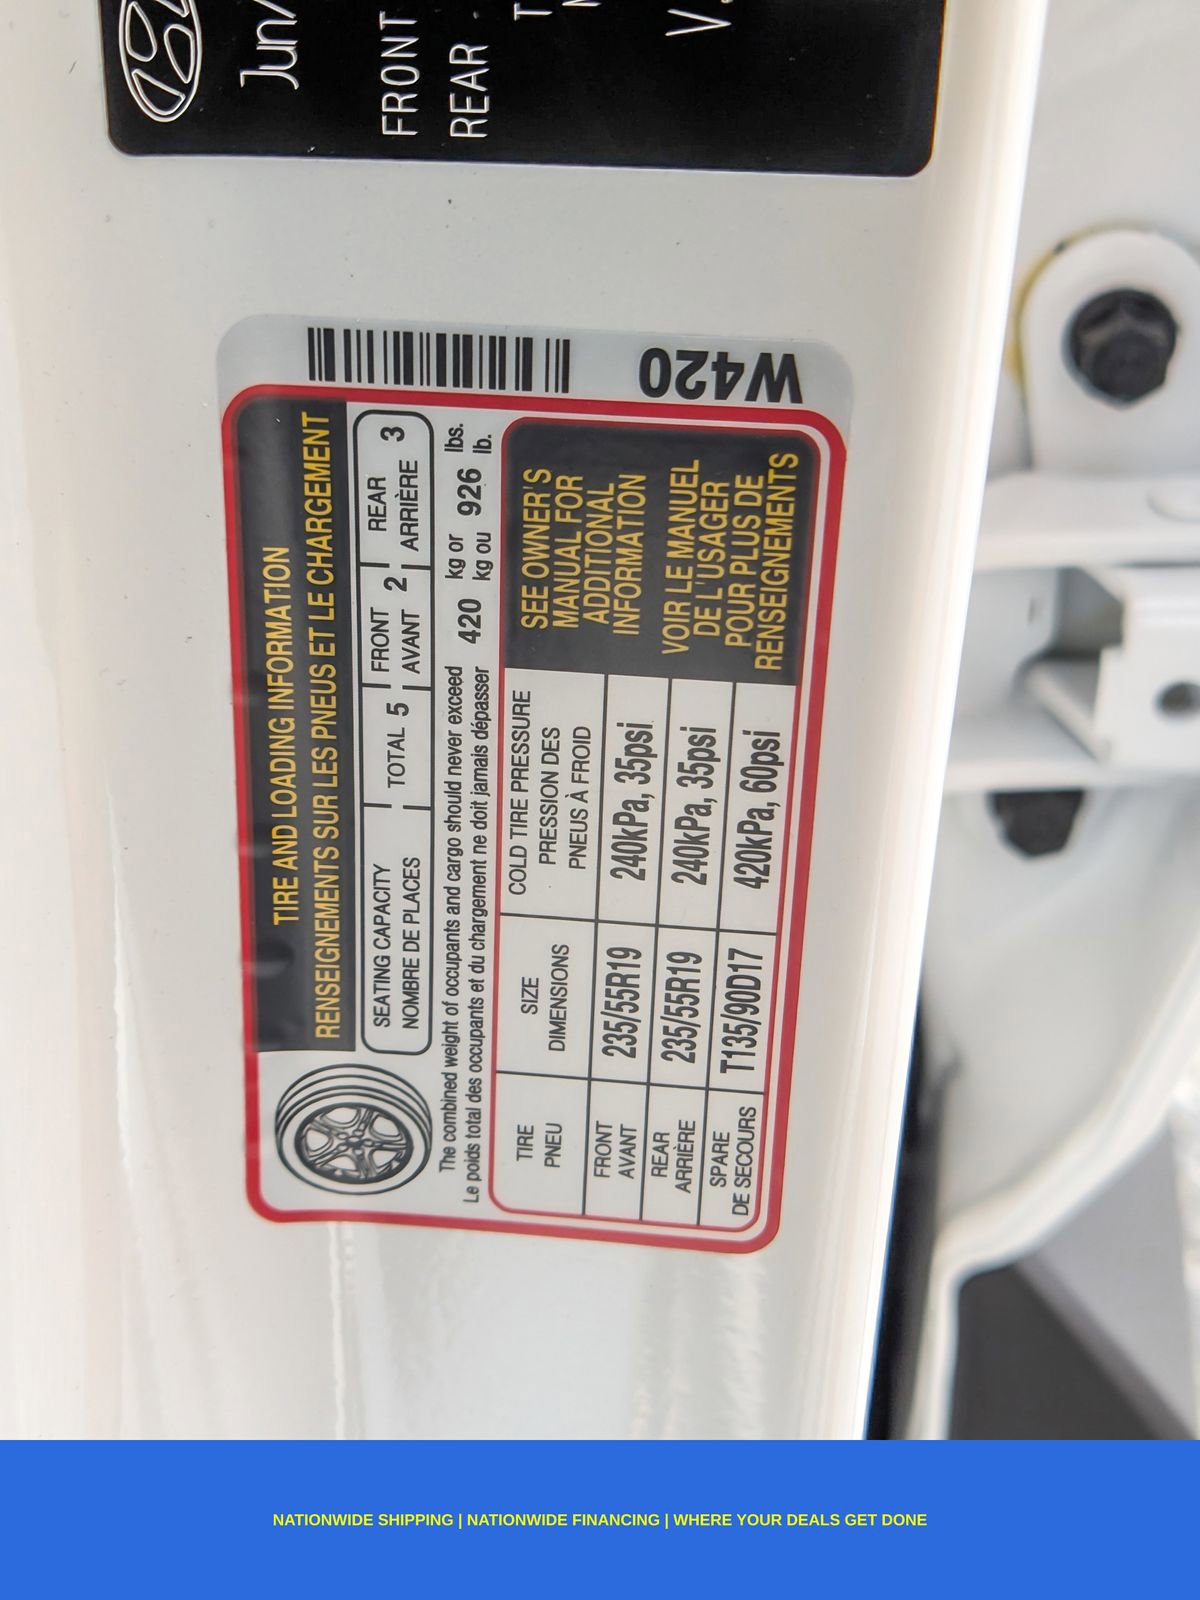 Jun/
FRONT
REAR
TIRE AND LOADING INFORMATION
RENSEIGNEMENTS SUR LES PNEUS ET LE CHARGEMENT
SEATING CAPACITY
NOMBRE DE PLACES
TOTAL 5
FRONT
AVANT 2
REAR
ARRIÈRE 3
The combined weight of occupants and cargo should never exceed 420 kg or 926 lbs.
Le poids total des occupants et du chargement ne doit jamais dépasser kg ou lb.
TIRE
PNEU
SIZE
DIMENSIONS
COLD TIRE PRESSURE
PRESSION DES
PNEUS À FROID
FRONT
AVANT
235/55R19
240kPa, 35psi
REAR
ARRIÈRE
235/55R19
240kPa, 35psi
SPARE
DE SECOURS
T135/90D17
420kPa, 60psi
SEE OWNER'S
MANUAL FOR
ADDITIONAL
INFORMATION
VOIR LE MANUEL
DE L'USAGER
POUR PLUS DE
RENSEIGNEMENTS
W420
NATIONWIDE SHIPPING | NATIONWIDE FINANCING | WHERE YOUR DEALS GET DONE